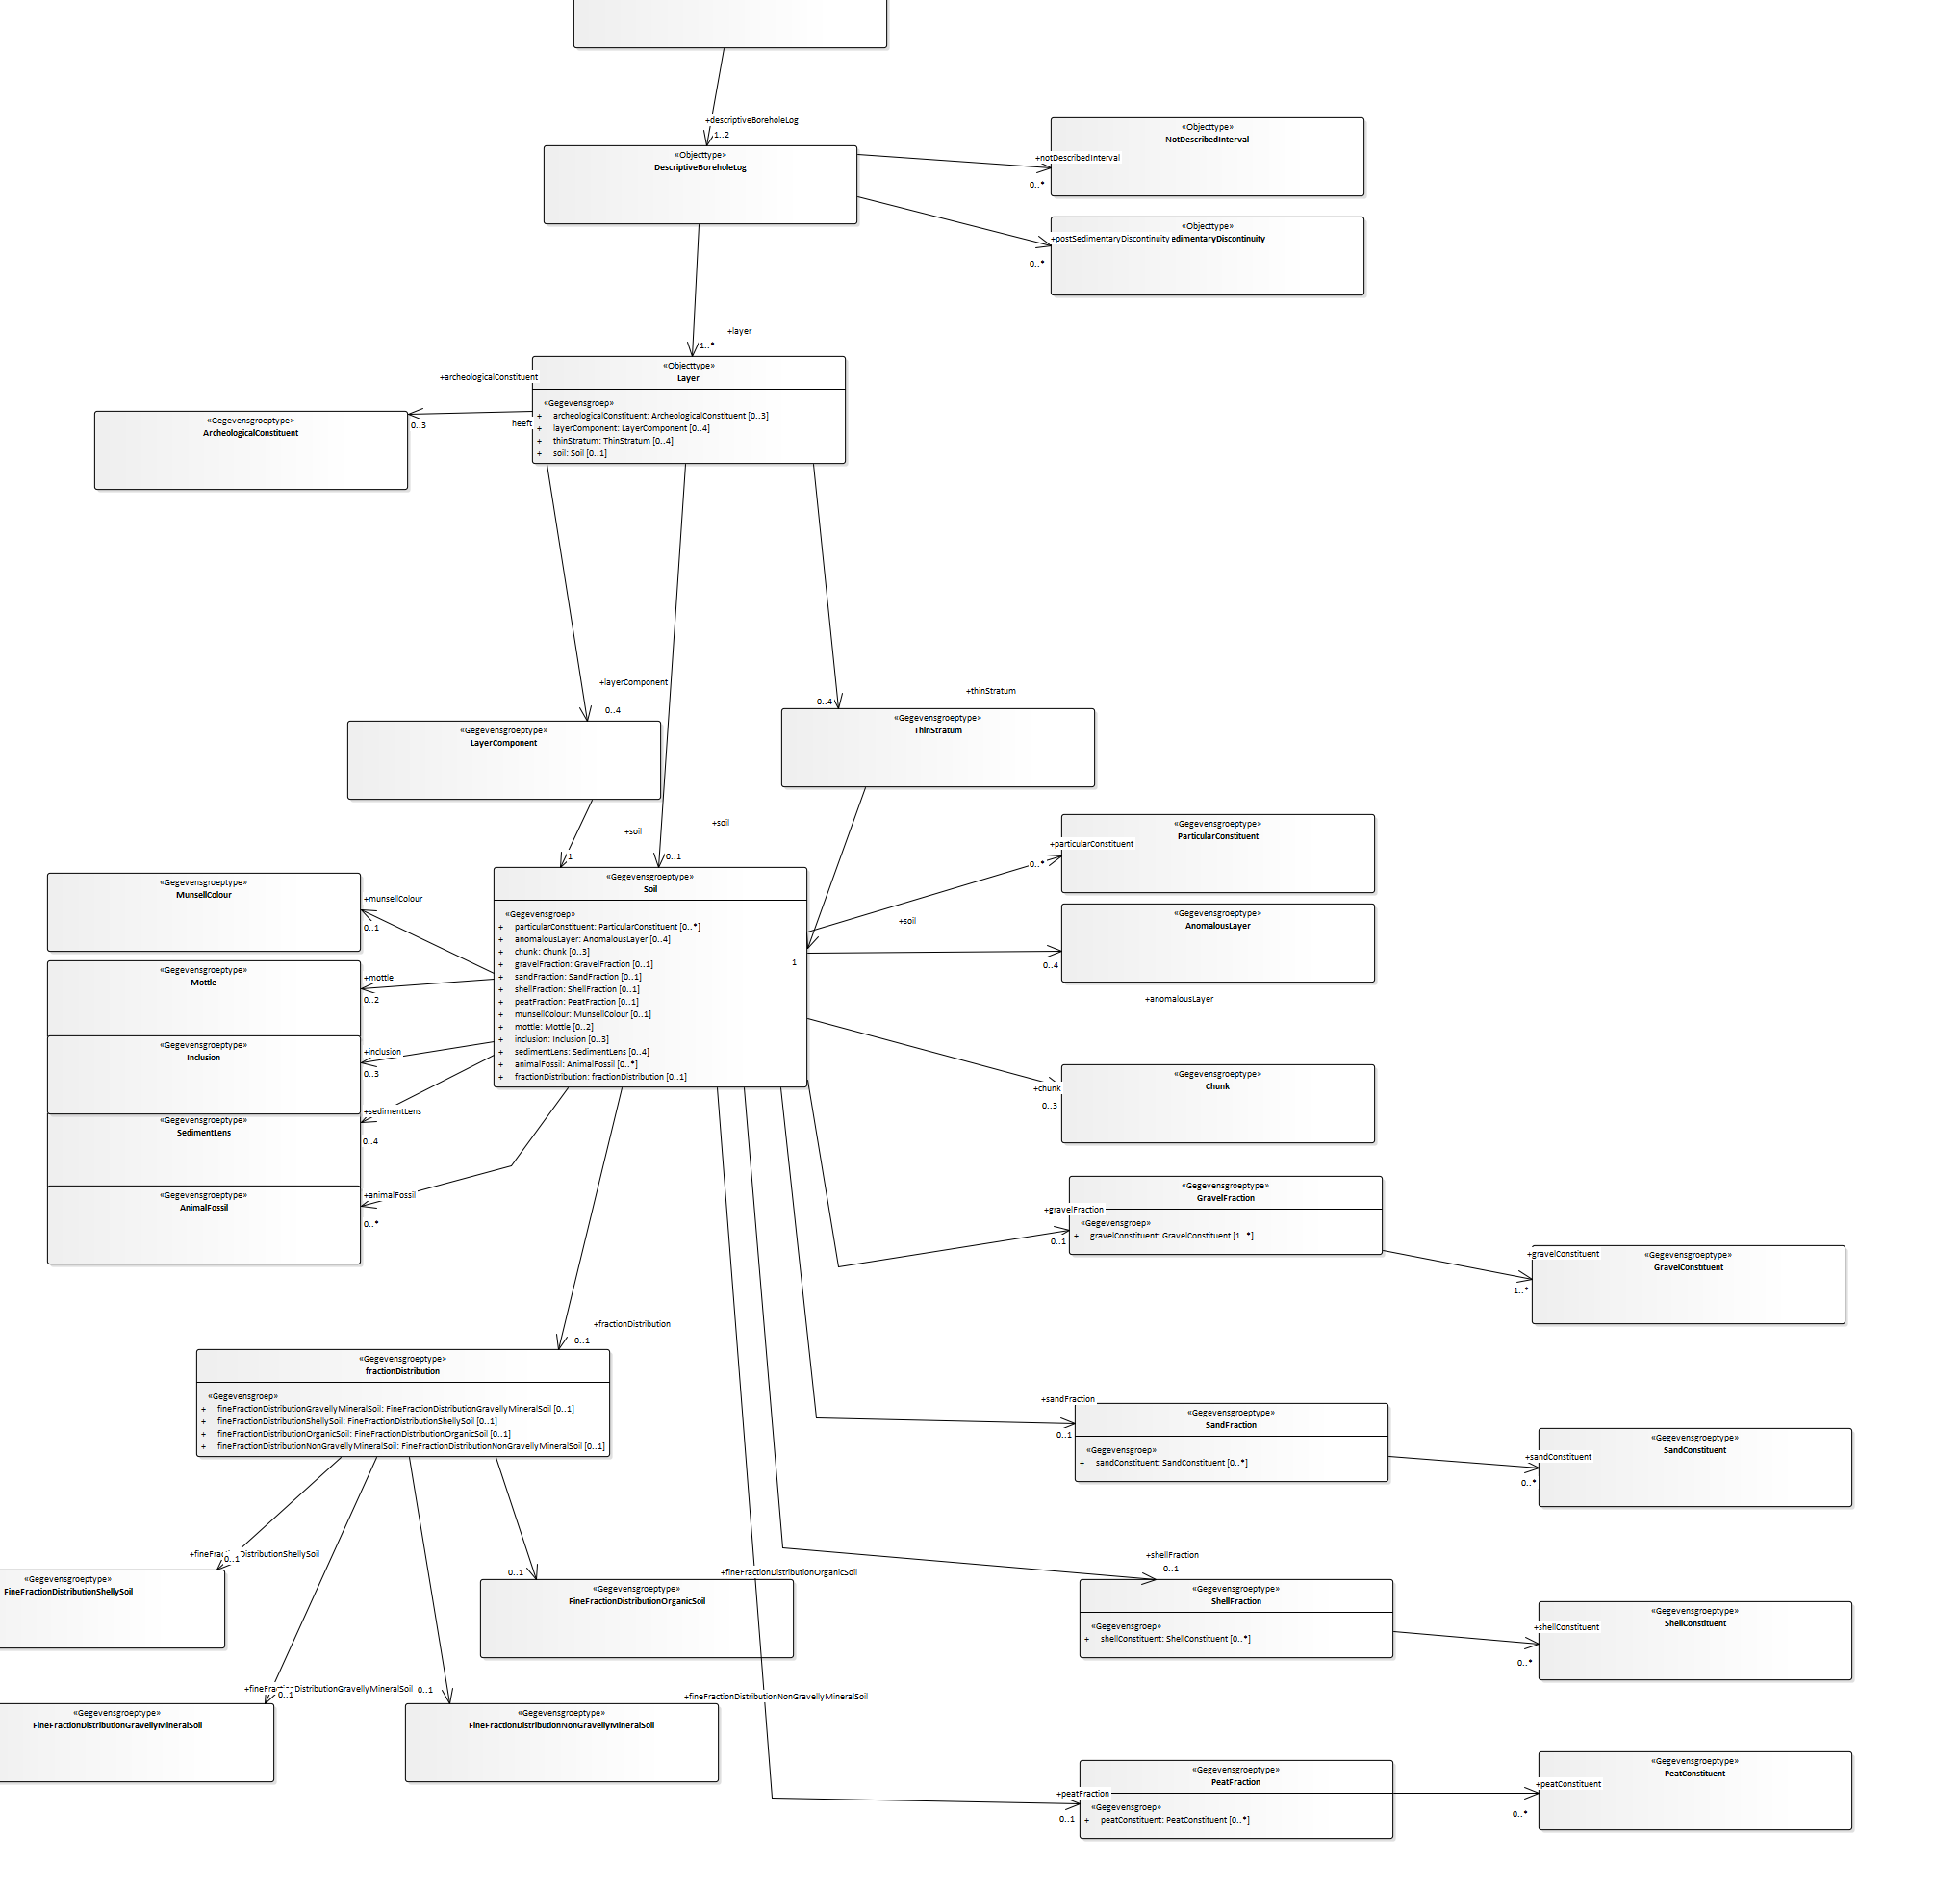 +descriptiveBoreholeLog
1..2
«Objecttype»
DescriptiveBoreholeLog
«Objecttype»
NotDescribedInterval
+notDescribedInterval
0..*
«Objecttype»
+postSedimentaryDiscontinuity edimentaryDiscontinuity
0..*
+layer
1..*
«Objecttype»
Layer
«Gegevensgroep»
+ archeologicalConstituent: ArcheologicalConstituent [0..3]
+ layerComponent: LayerComponent [0..4]
+ thinStratum: ThinStratum [0..4]
+ soil: Soil [0..1]
+archeologicalConstituent
0..3
heeft
«Gegevensgroeptype»
ArcheologicalConstituent
+layerComponent
0..4
«Gegevensgroeptype»
LayerComponent
+thinStratum
0..4
«Gegevensgroeptype»
ThinStratum
+soil
1
+soil
0..1
+soil
1
«Gegevensgroeptype»
Soil
«Gegevensgroep»
+ particularConstituent: ParticularConstituent [0..*]
+ anomalousLayer: AnomalousLayer [0..4]
+ chunk: Chunk [0..3]
+ gravelFraction: GravelFraction [0..1]
+ sandFraction: SandFraction [0..1]
+ shellFraction: ShellFraction [0..1]
+ peatFraction: PeatFraction [0..1]
+ munsellColour: MunsellColour [0..1]
+ mottle: Mottle [0..2]
+ inclusion: Inclusion [0..3]
+ sedimentLens: SedimentLens [0..4]
+ animalFossil: AnimalFossil [0..*]
+ fractionDistribution: fractionDistribution [0..1]
«Gegevensgroeptype»
ParticularConstituent
+particularConstituent
0..*
«Gegevensgroeptype»
AnomalousLayer
0..4
+anomalousLayer
«Gegevensgroeptype»
Chunk
+chunk
0..3
«Gegevensgroeptype»
MunsellColour
+munsellColour
0..1
«Gegevensgroeptype»
Mottle
+mottle
0..2
«Gegevensgroeptype»
Inclusion
+inclusion
0..3
«Gegevensgroeptype»
SedimentLens
+sedimentLens
0..4
«Gegevensgroeptype»
AnimalFossil
+animalFossil
0..*
«Gegevensgroeptype»
GravelFraction
«Gegevensgroep»
+ gravelConstituent: GravelConstituent [1..*]
+gravelFraction
0..1
+gravelConstituent
1..*
«Gegevensgroeptype»
GravelConstituent
+fractionDistribution
0..1
«Gegevensgroeptype»
fractionDistribution
«Gegevensgroep»
+ fineFractionDistributionGravellyMineralSoil: FineFractionDistributionGravellyMineralSoil [0..1]
+ fineFractionDistributionShellySoil: FineFractionDistributionShellySoil [0..1]
+ fineFractionDistributionOrganicSoil: FineFractionDistributionOrganicSoil [0..1]
+ fineFractionDistributionNonGravellyMineralSoil: FineFractionDistributionNonGravellyMineralSoil [0..1]
+sandFraction
0..1
«Gegevensgroeptype»
SandFraction
«Gegevensgroep»
+ sandConstituent: SandConstituent [0..*]
+sandConstituent
0..*
«Gegevensgroeptype»
SandConstituent
0..1
«Gegevensgroeptype»
FineFractionDistributionShellySoil
0..1
+fineFractionDistributionOrganicSoil
«Gegevensgroeptype»
FineFractionDistributionOrganicSoil
+shellFraction
0..1
«Gegevensgroeptype»
ShellFraction
«Gegevensgroep»
+ shellConstituent: ShellConstituent [0..*]
+shellConstituent
0..*
«Gegevensgroeptype»
ShellConstituent
0..1
«Gegevensgroeptype»
FineFractionDistributionGravellyMineralSoil
0..1
+fineFractionDistributionNonGravellyMineralSoil
«Gegevensgroeptype»
FineFractionDistributionNonGravellyMineralSoil
«Gegevensgroeptype»
PeatFraction
«Gegevensgroep»
+ peatConstituent: PeatConstituent [0..*]
+peatFraction
0..1
+peatConstituent
0..*
«Gegevensgroeptype»
PeatConstituent